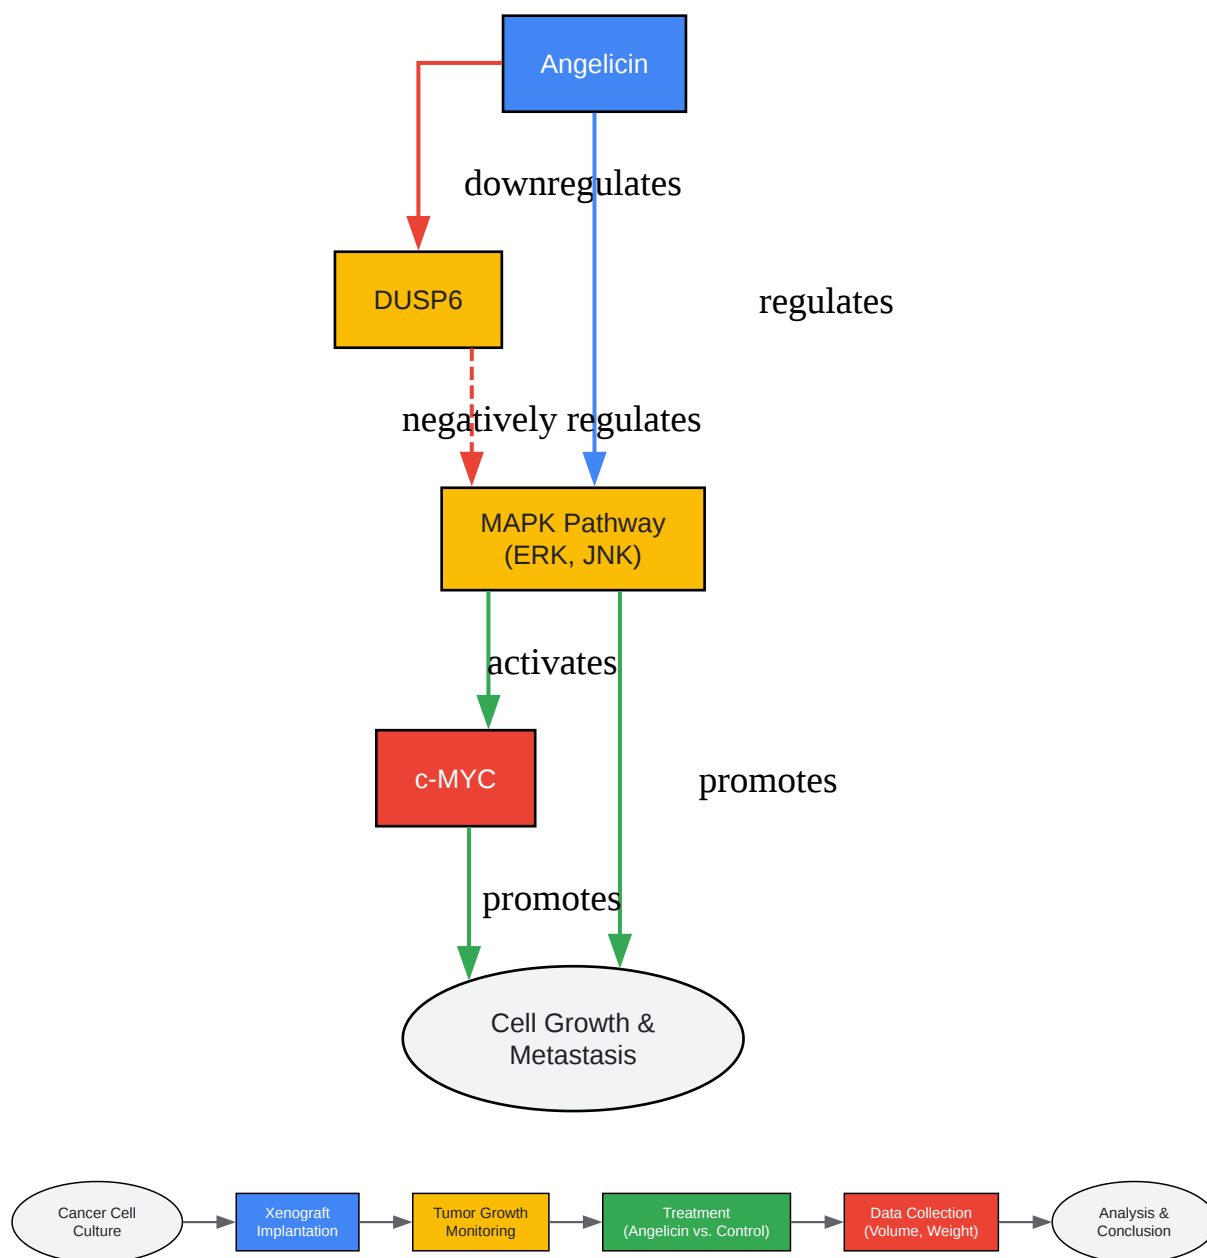 Angelicin
downregulates
DUSP6
regulates
negatively regulates
MAPK Pathway
(ERK, JNK)
activates
c-MYC
promotes
promotes
Cell Growth &
Metastasis
Cancer Cell
Culture
Xenograft
Implantation
Tumor Growth
Monitoring
Treatment
(Angelicin vs. Control)
Data Collection
(Volume, Weight)
Analysis &
Conclusion